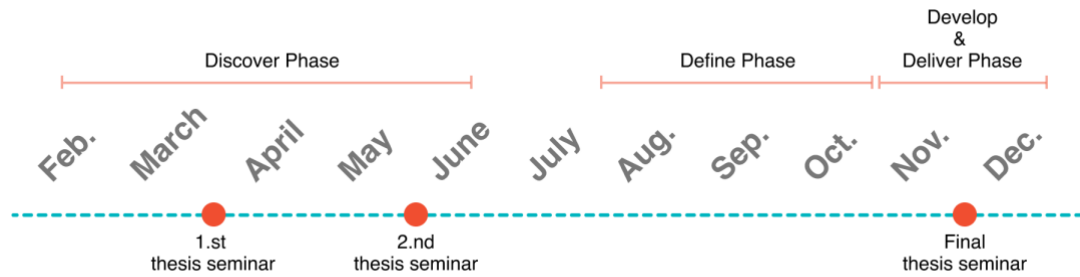 Develop
&
Discover Phase
Define Phase
Deliver Phase
Feb.
March
April
May
June
July
Aug.
Sep.
Oct.
Nov.
Dec.
1.st
thesis seminar
2.nd
thesis seminar
Final
thesis seminar